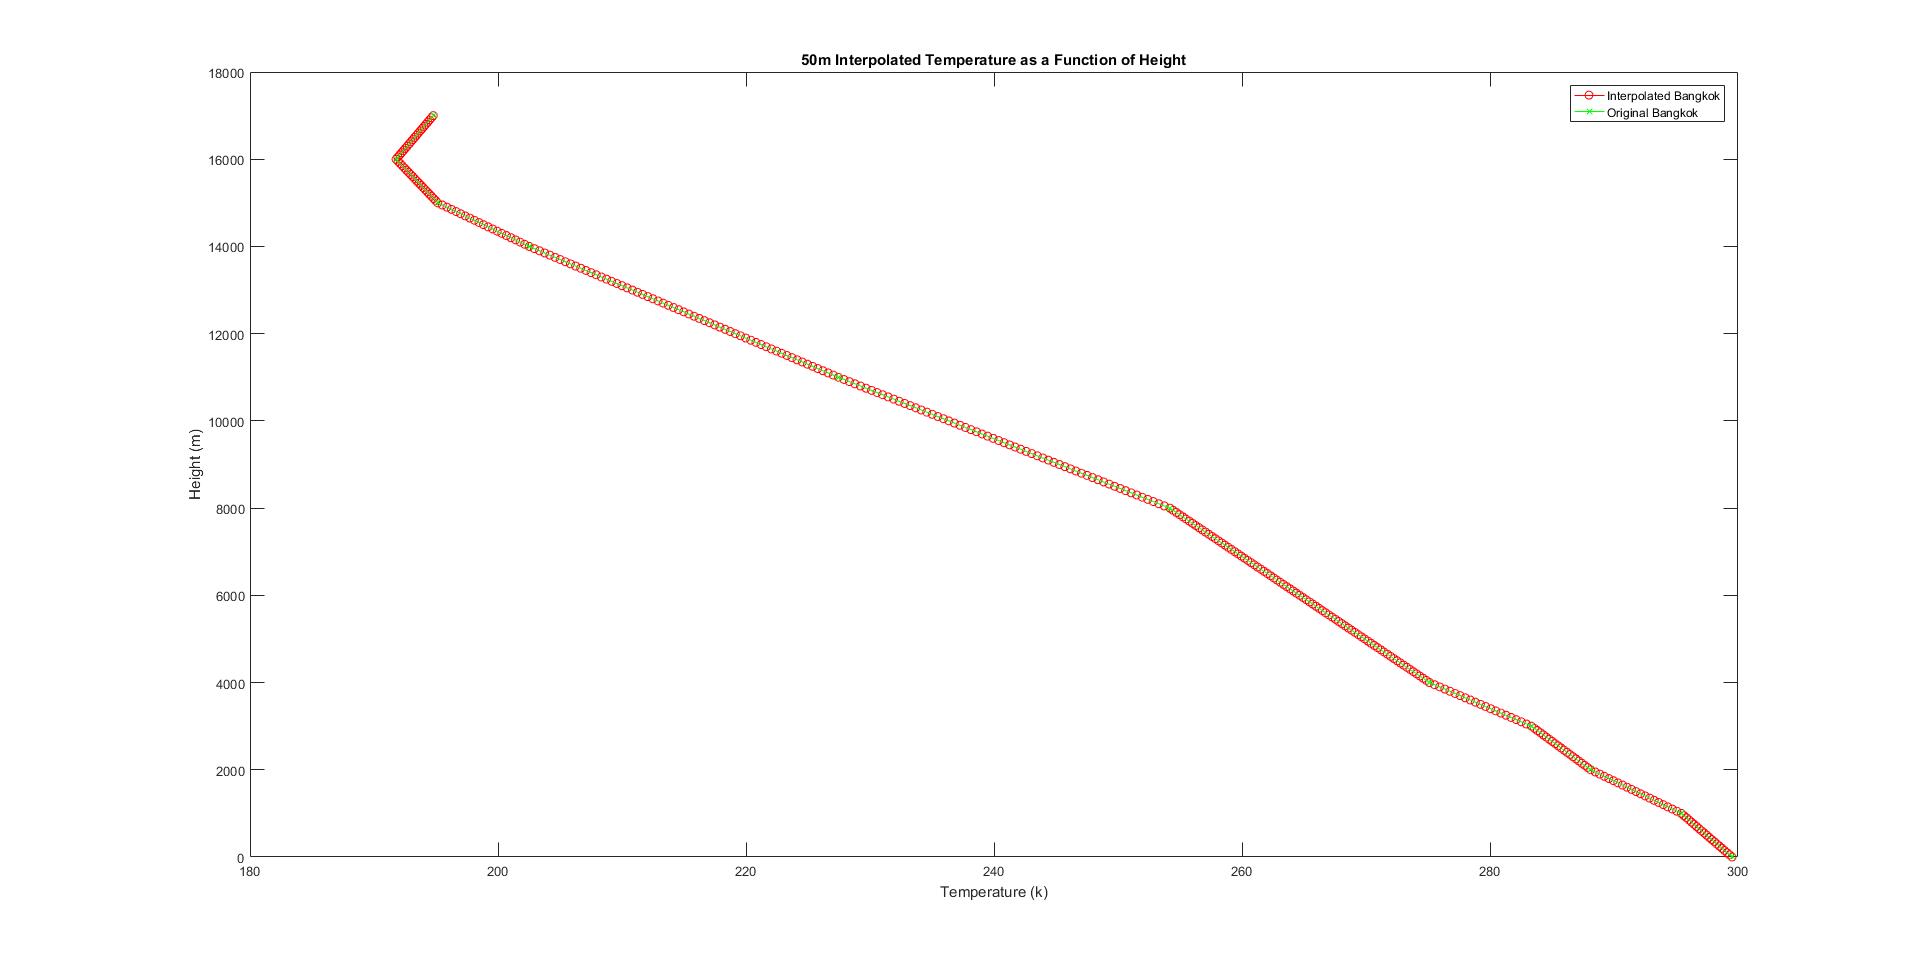 50m Interpolated Temperature as a Function of Height
Interpolated Bangkok
Original Bangkok
18000
16000
14000
12000
10000
8000
6000
4000
2000
0
Height (m)
180 200 220 240 260 280 300
Temperature (k)